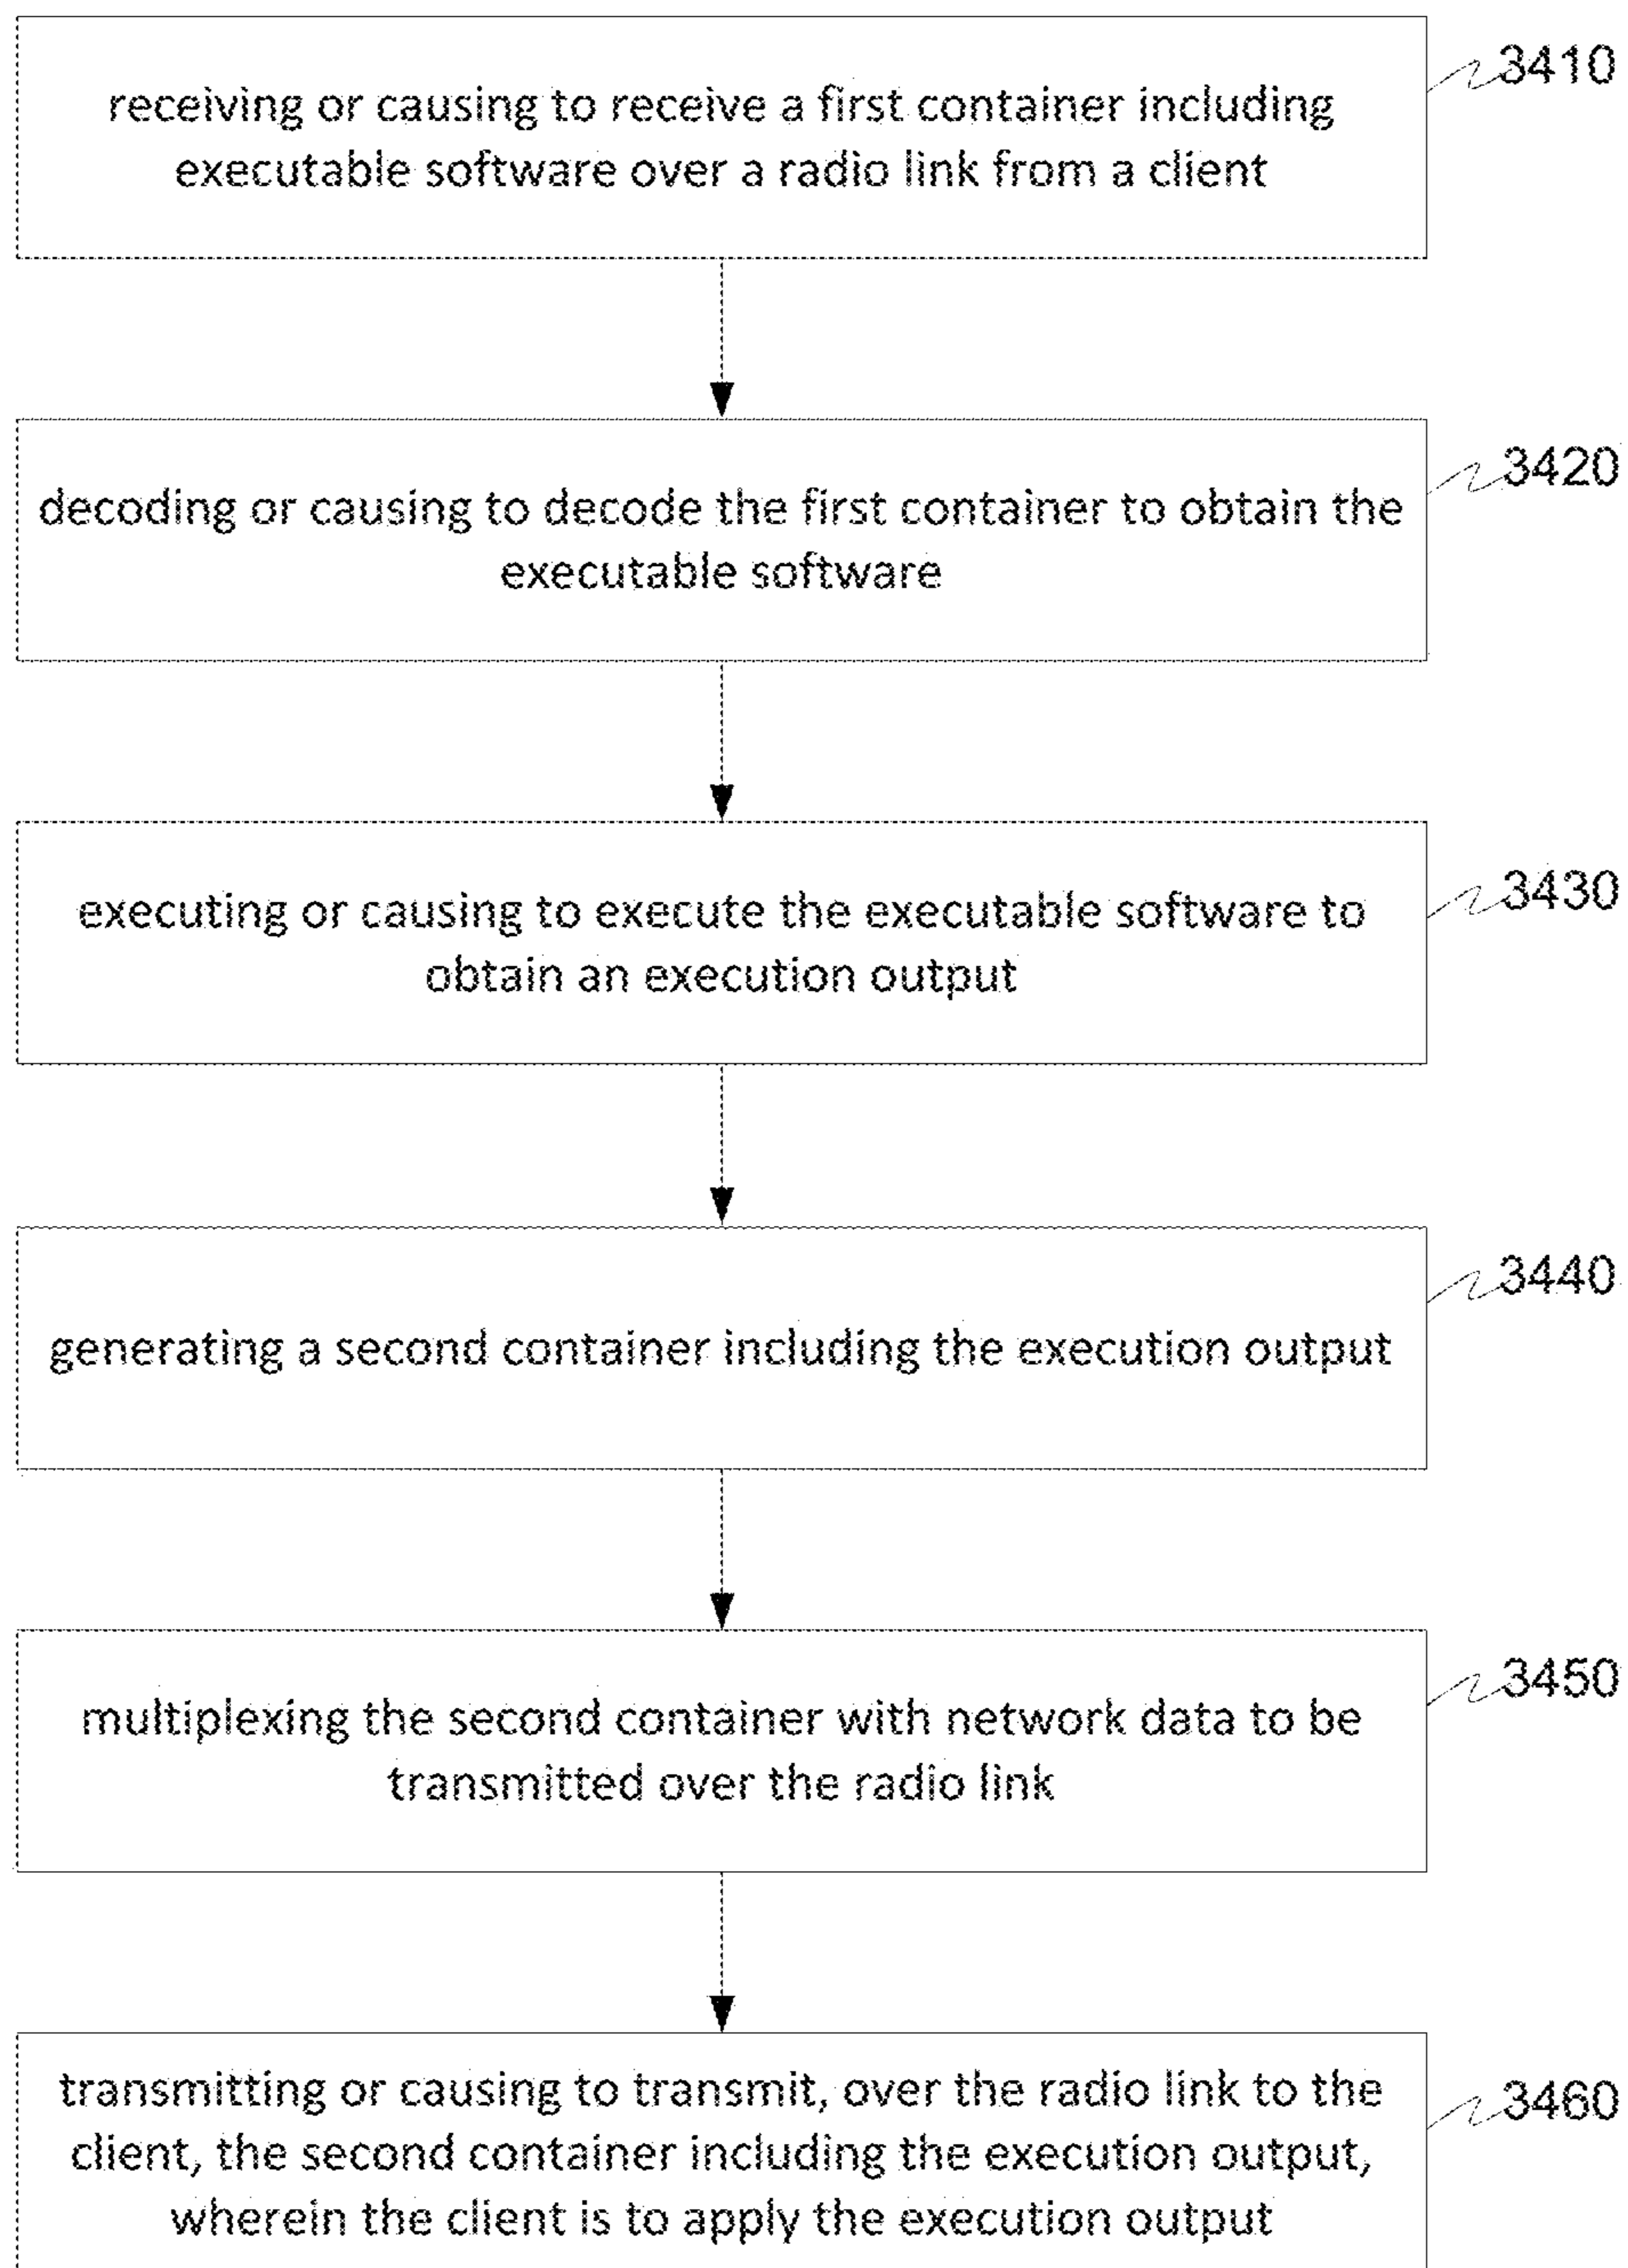 receiving or causing to receive a first container including
executable software over a radio link from a client
3410
decoding or causing to decode the first container to obtain the
executable software
3420
executing or causing to execute the executable software to
obtain an execution output
3430
generating a second container including the execution output
3440
multiplexing the second container with network data to be
transmitted over the radio link
3450
transmitting or causing to transmit, over the radio link to the
client, the second container including the execution output,
wherein the client is to apply the execution output
3460